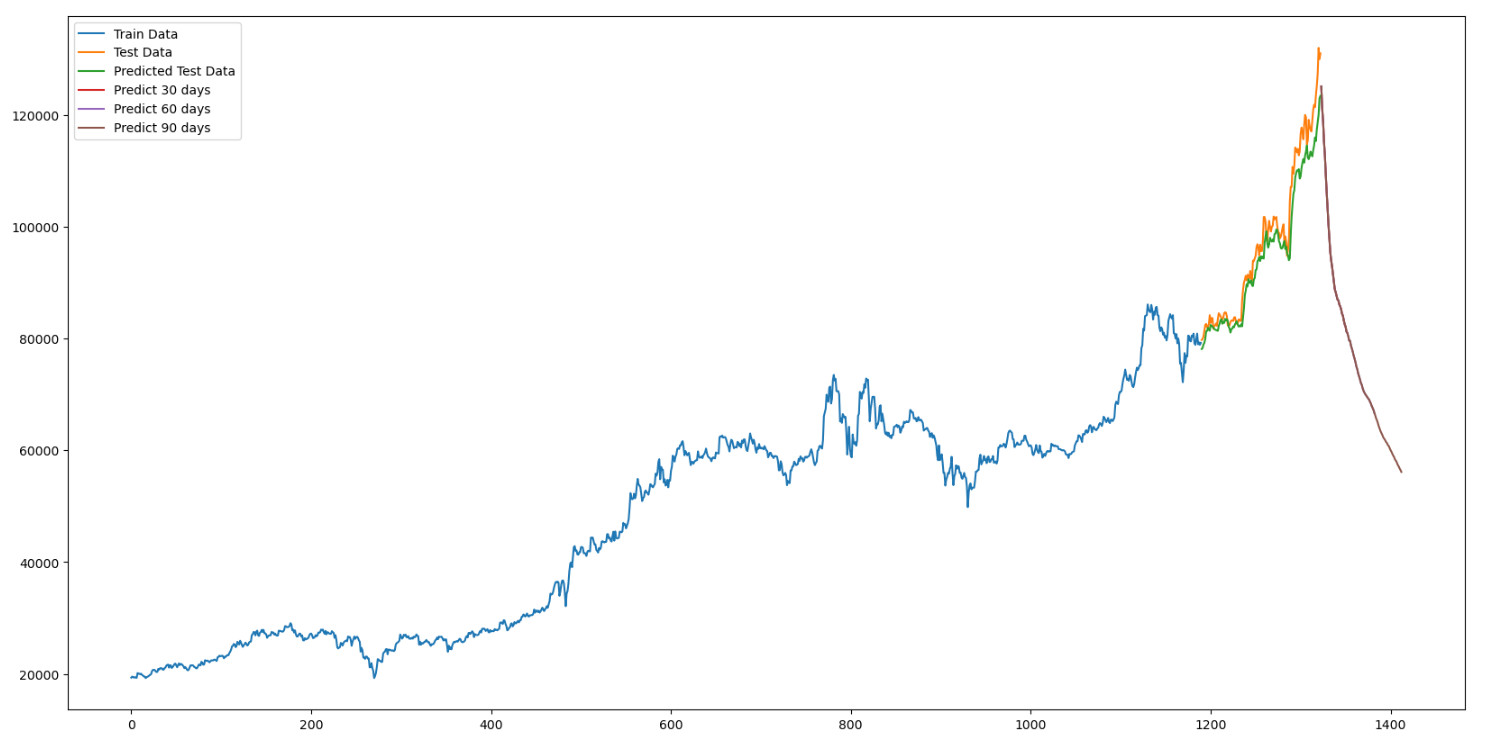 Train Data
Test Data
Predicted Test Data
Predict 30 days
Predict 60 days
Predict 90 days
120000
100000
80000
60000
40000
20000
0 200 400 600 800 1000 1200 1400